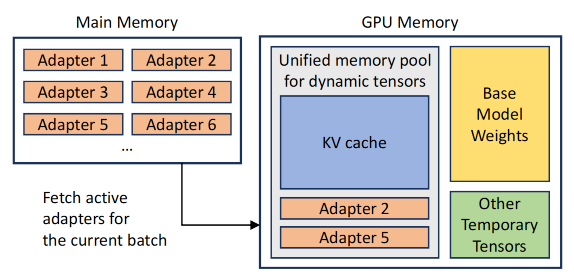 Main Memory
Adapter 1
Adapter 2
Adapter 3
Adapter 4
Adapter 5
Adapter 6
...
Fetch active
adapters for
the current batch
GPU Memory
Unified memory pool
for dynamic tensors
KV cache
Adapter 2
Adapter 5
Base
Model
Weights
Other
Temporary
Tensors